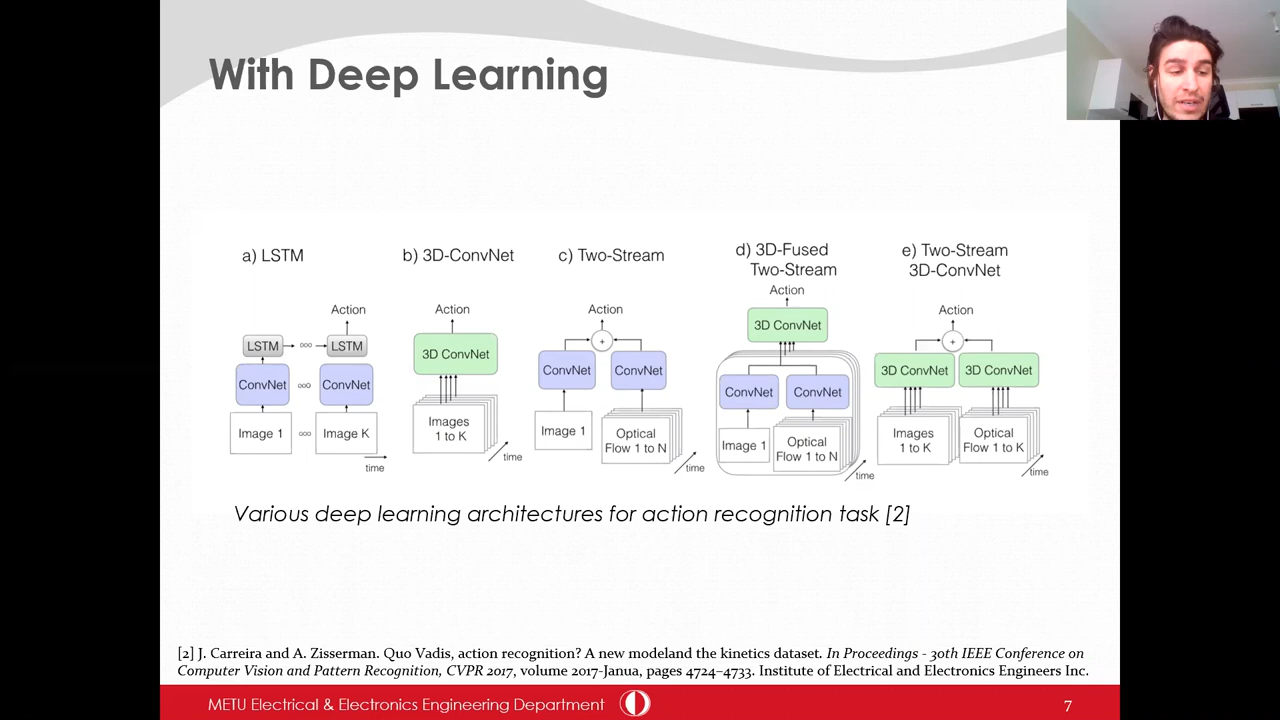 With Deep Learning
a) LSTM
Action
LSTM
LSTM
ConvNet
ConvNet
Image 1
Image K
time
b) 3D-ConvNet
Action
3D ConvNet
Images
1 to K
time
c) Two-Stream
Action
+
ConvNet
ConvNet
Image 1
Optical
Flow 1 to N
time
d) 3D-Fused
Two-Stream
Action
3D ConvNet
ConvNet
ConvNet
Image 1
Optical
Flow 1 to N
time
e) Two-Stream
3D-ConvNet
Action
+
3D ConvNet
3D ConvNet
Images
1 to K
Optical
Flow 1 to K
time
Various deep learning architectures for action recognition task [2]
[2] J. Carreira and A. Zisserman. Quo Vadis, action recognition? A new modeland the kinetics dataset. In Proceedings - 30th IEEE Conference on
Computer Vision and Pattern Recognition, CVPR 2017, volume 2017-Janua, pages 4724–4733. Institute of Electrical and Electronics Engineers Inc.
METU Electrical & Electronics Engineering Department
7